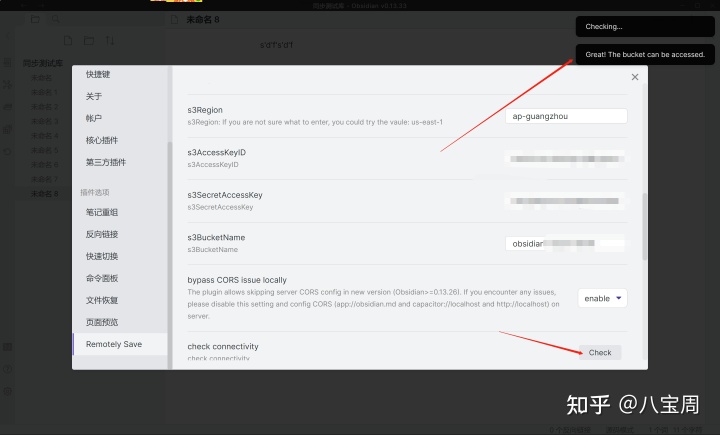 同步测试库 - Obsidian v0.13.33
未命名 8
Checking...
Great! The bucket can be accessed.
s'd'f's'd'f
同步测试库
未命名
未命名 1
未命名 2
未命名 3
未命名 4
未命名 5
未命名 6
未命名 7
未命名 8
快捷键
关于
帐户
核心插件
第三方插件
插件选项
笔记重组
反向链接
快速切换
命令面板
文件恢复
页面预览
Remotely Save
s3Region
s3Region: If you are not sure what to enter, you could try the vaule: us-east-1
ap-guangzhou
s3AccessKeyID
s3AccessKeyID
s3SecretAccessKey
s3SecretAccessKey
s3BucketName
s3BucketName
obsidian
bypass CORS issue locally
The plugin allows skipping server CORS config in new version (Obsidian>=0.13.26). If you encounter any issues,
please disable this setting and config CORS (app://obsidian.md and capacitor://localhost and http://localhost) on
server.
enable
check connectivity
check connectivity
Check
知乎 @八宝周